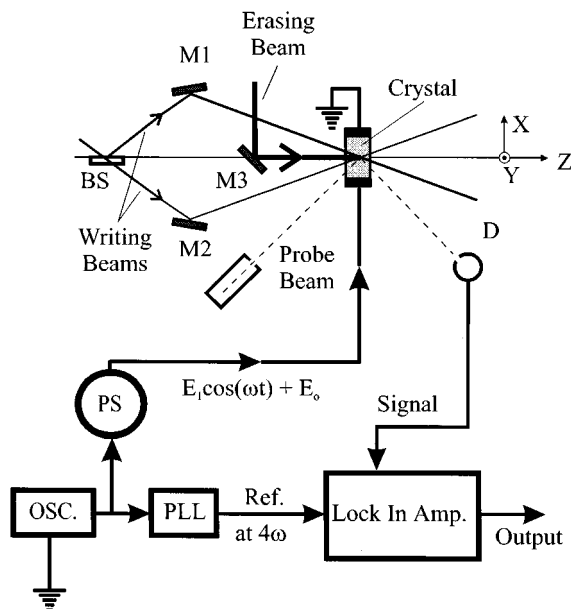 Erasing
Beam
M1
Crystal
X
BS
M3
Y
Z
Writing
Beams
M2
D
Probe
Beam
E₁cos(ωt) + Eₒ
PS
Signal
OSC.
PLL
Ref.
at 4ω
Lock In Amp.
Output